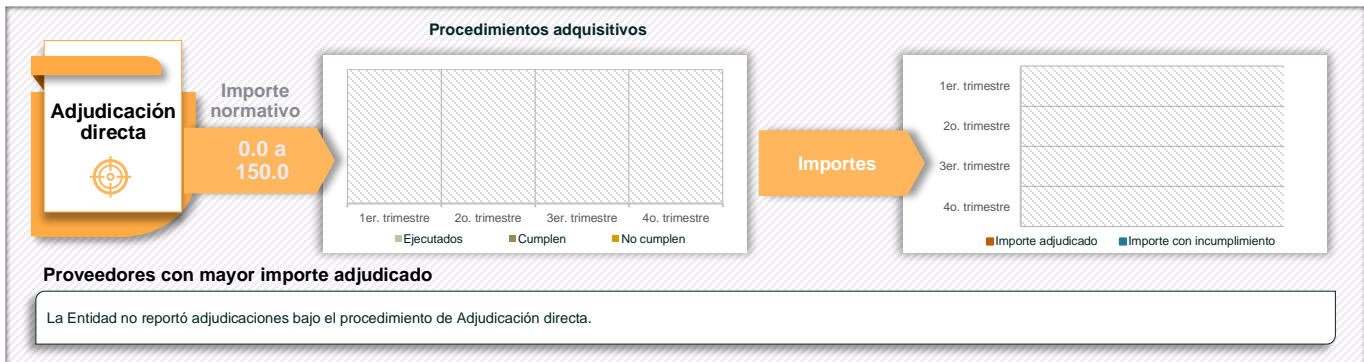 Procedimientos adquisitivos
Adjudicación
directa
Importe
normativo
0.0 a
150.0
1er. trimestre
2o. trimestre
3er. trimestre
4o. trimestre
Ejecutados
Cumplen
No cumplen
Importes
1er. trimestre
2o. trimestre
3er. trimestre
4o. trimestre
Importe adjudicado
Importe con incumplimiento
Proveedores con mayor importe adjudicado
La Entidad no reportó adjudicaciones bajo el procedimiento de Adjudicación directa.